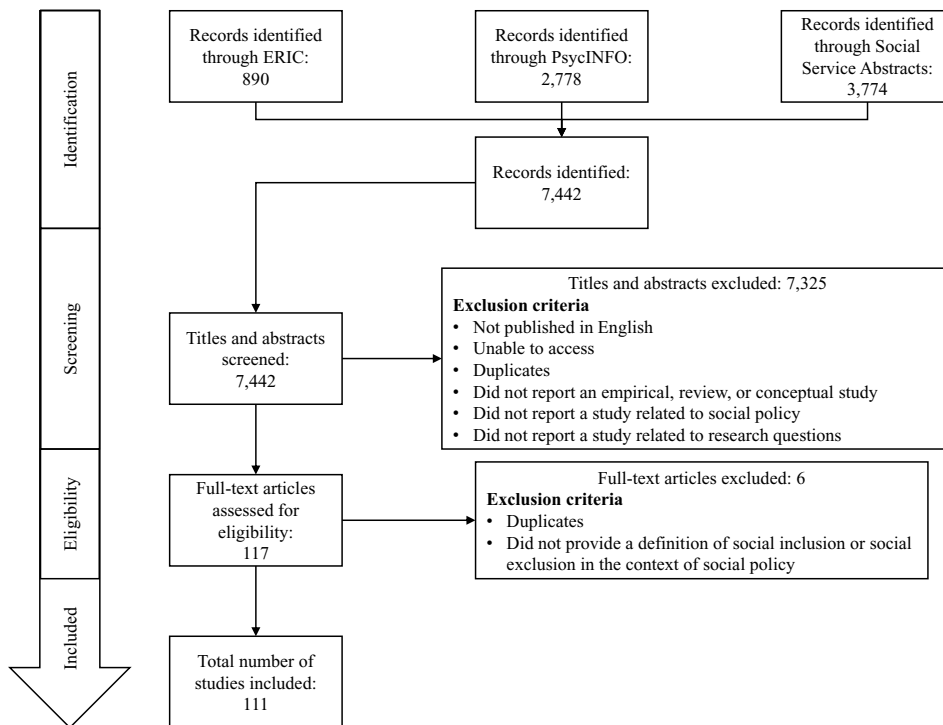 Identification
Records identified
through ERIC:
890
Records identified
through PsycINFO:
2,778
Records identified
through Social
Service Abstracts:
3,774
Records identified:
7,442
Screening
Titles and abstracts
screened:
7,442
Titles and abstracts excluded: 7,325
Exclusion criteria
• Not published in English
• Unable to access
• Duplicates
• Did not report an empirical, review, or conceptual study
• Did not report a study related to social policy
• Did not report a study related to research questions
Eligibility
Full-text articles
assessed for
eligibility:
117
Full-text articles excluded: 6
Exclusion criteria
• Duplicates
• Did not provide a definition of social inclusion or social
exclusion in the context of social policy
Included
Total number of
studies included:
111